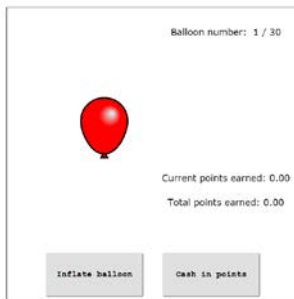 Balloon number: 1 / 30
Current points earned: 0.00
Total points earned: 0.00
Inflate balloon
Cash in points